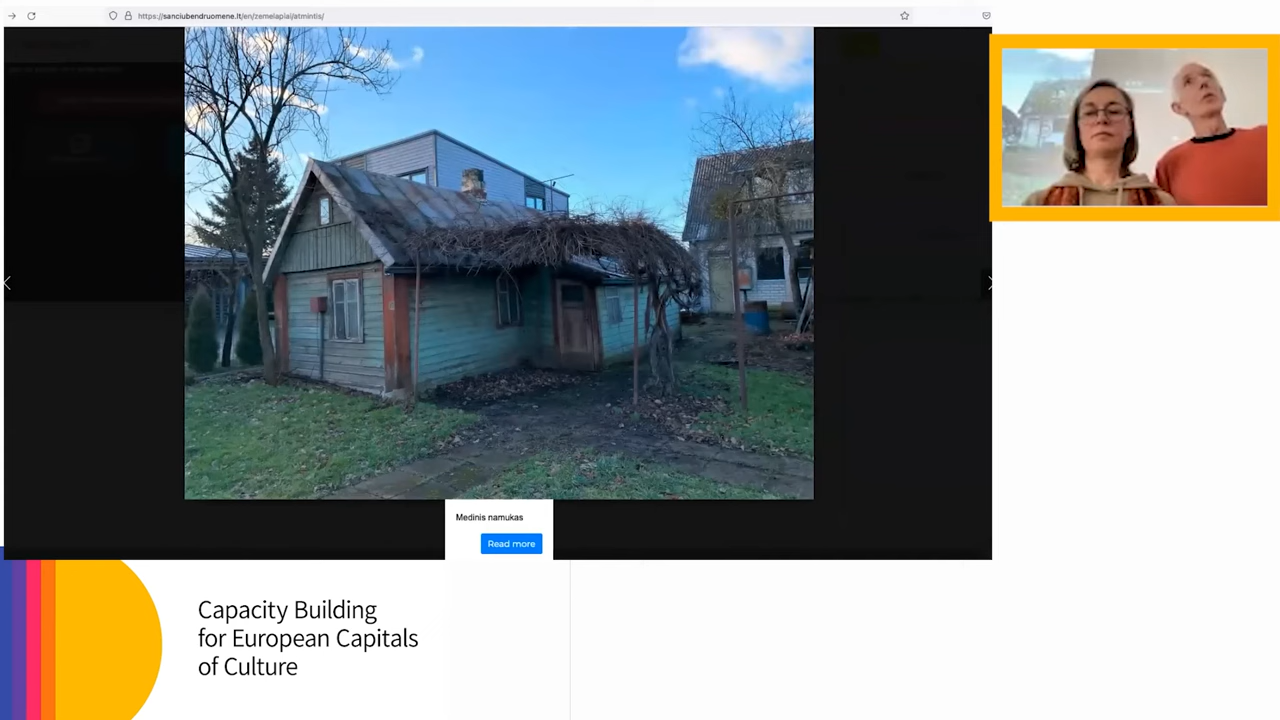 https://sanciubendruomene.lt/en/zemelapiai/atmintis/
Medinis namukas
Read more
Capacity Building
for European Capitals
of Culture